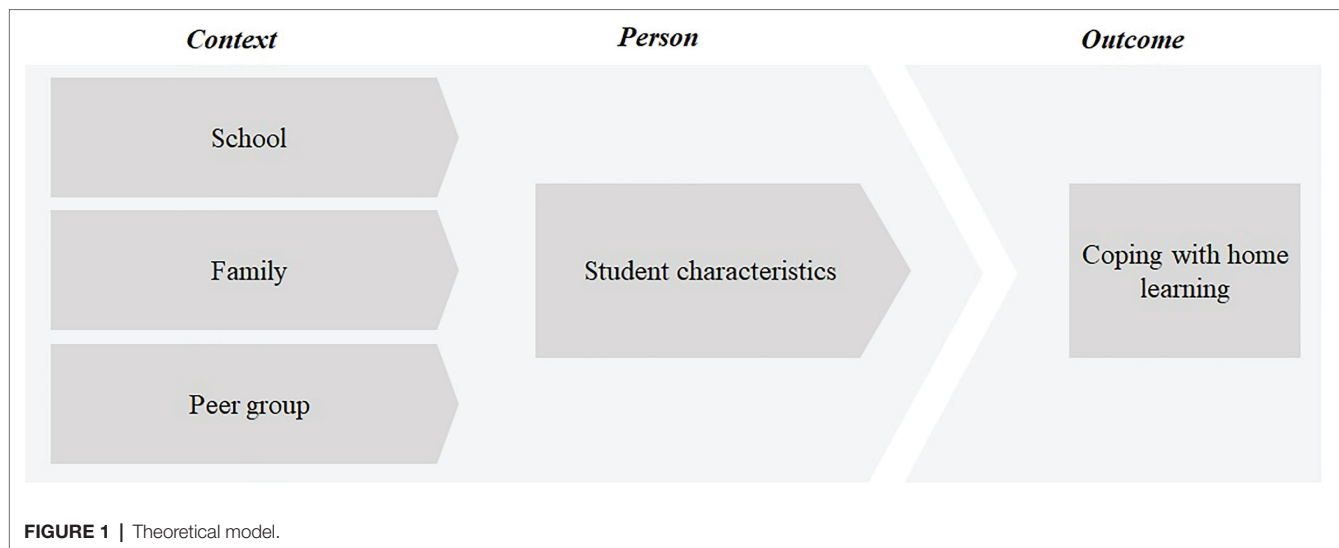 Context
Person
Outcome
School
Family
Peer group
Student characteristics
Coping with home
learning
FIGURE 1 | Theoretical model.